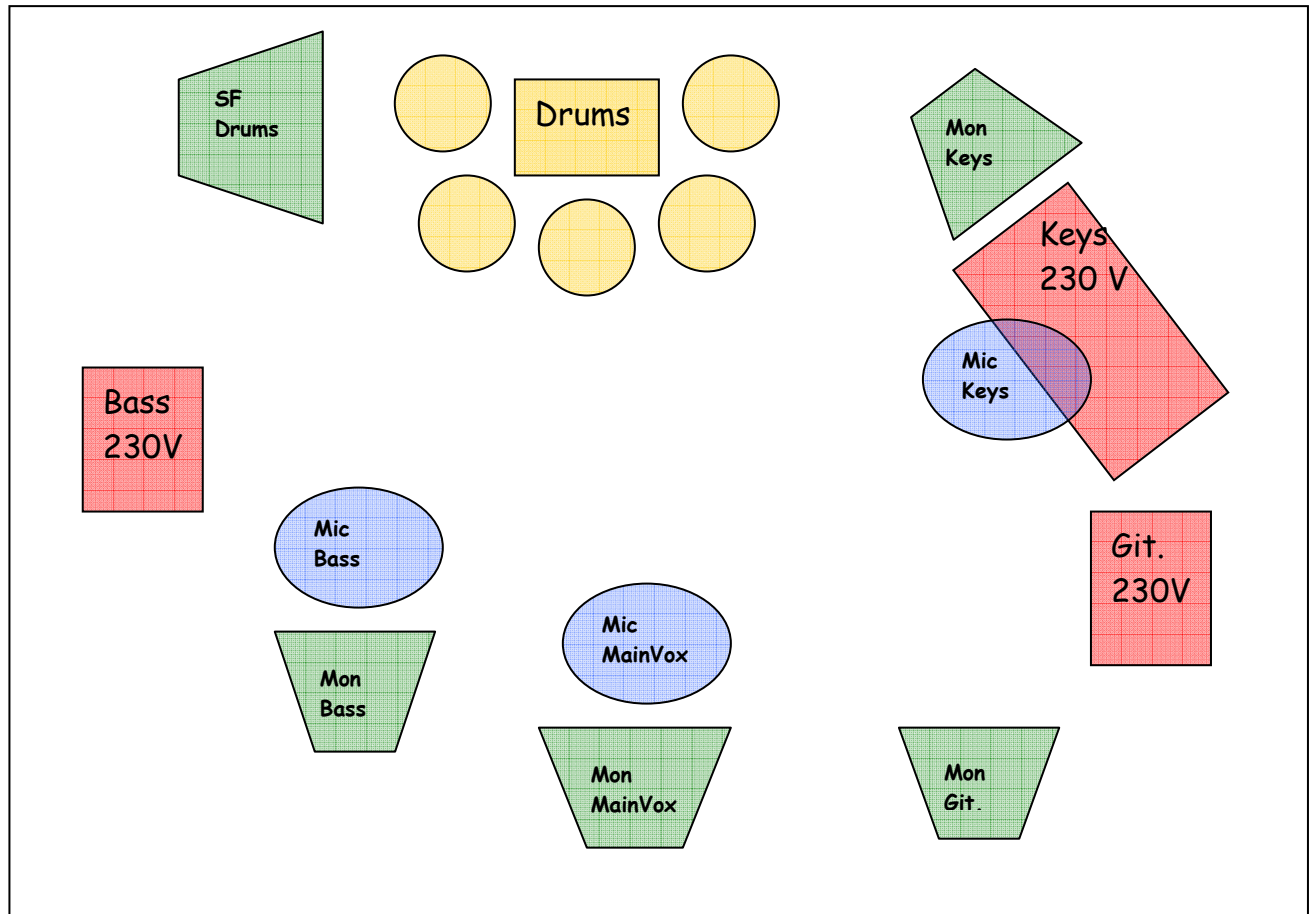 SF
Drums
Drums
Mon
Keys
Keys
230 V
Mic
Keys
Bass
230V
Mic
Bass
Git.
230V
Mic
MainVox
Mon
Bass
Mon
MainVox
Mon
Git.